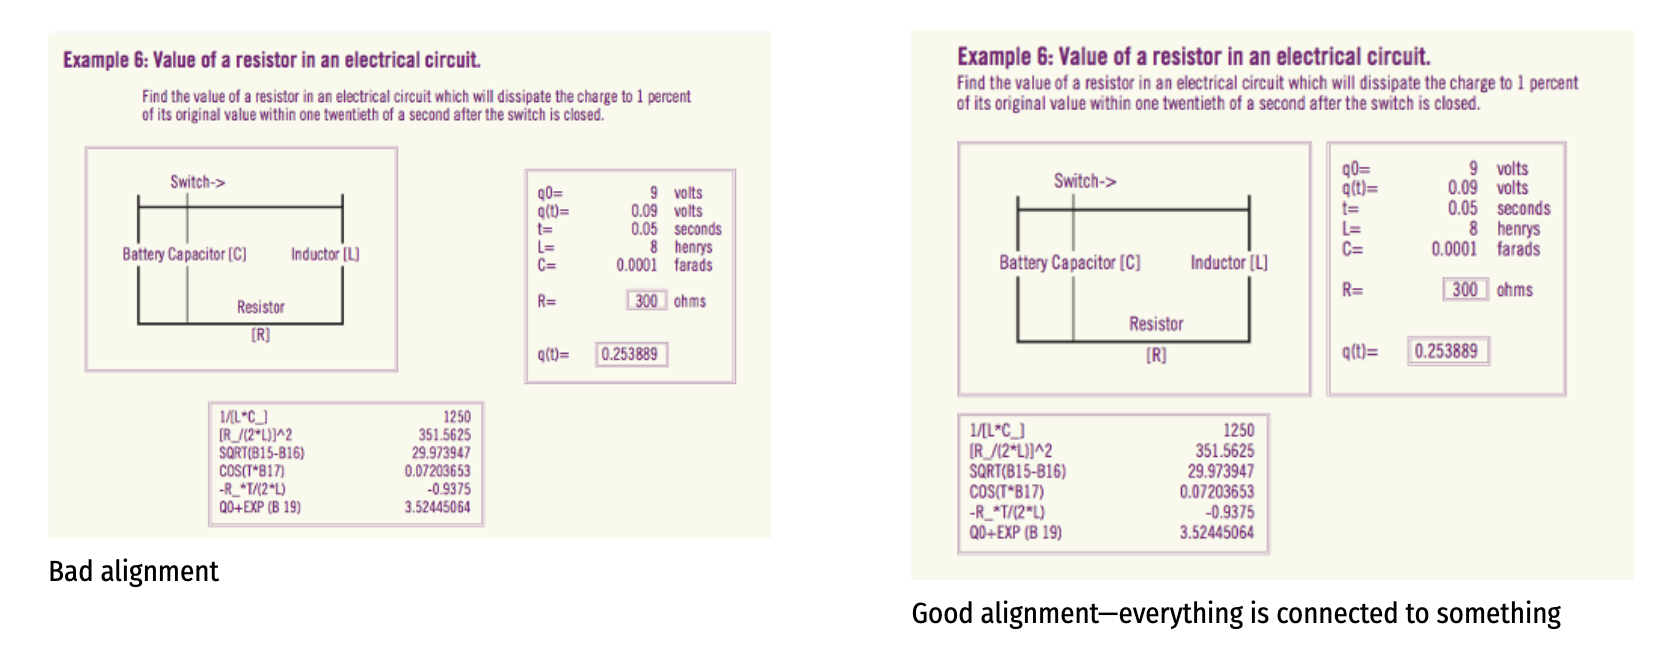 Example 6: Value of a resistor in an electrical circuit.
Find the value of a resistor in an electrical circuit which will dissipate the charge to 1 percent
of its original value within one twentieth of a second after the switch is closed.
Switch->
Battery Capacitor [C] Inductor [L]
Resistor
[R]
q0= 9 volts
q(t)= 0.09 volts
t= 0.05 seconds
L= 8 henrys
C= 0.0001 farads
R= 300 ohms
q(t)= 0.253889
1/[L*C_] 1250
[R_/(2*L)]^2 351.5625
SQRT(B15-B16) 29.973947
COS(T*B17) 0.07203653
-R_*T/(2*L) -0.9375
Q0+EXP (B 19) 3.52445064
Bad alignment
Example 6: Value of a resistor in an electrical circuit.
Find the value of a resistor in an electrical circuit which will dissipate the charge to 1 percent
of its original value within one twentieth of a second after the switch is closed.
Switch->
Battery Capacitor [C] Inductor [L]
Resistor
[R]
q0= 9 volts
q(t)= 0.09 volts
t= 0.05 seconds
L= 8 henrys
C= 0.0001 farads
R= 300 ohms
q(t)= 0.253889
1/[L*C_] 1250
[R_/(2*L)]^2 351.5625
SQRT(B15-B16) 29.973947
COS(T*B17) 0.07203653
-R_*T/(2*L) -0.9375
Q0+EXP (B 19) 3.52445064
Good alignment—everything is connected to something